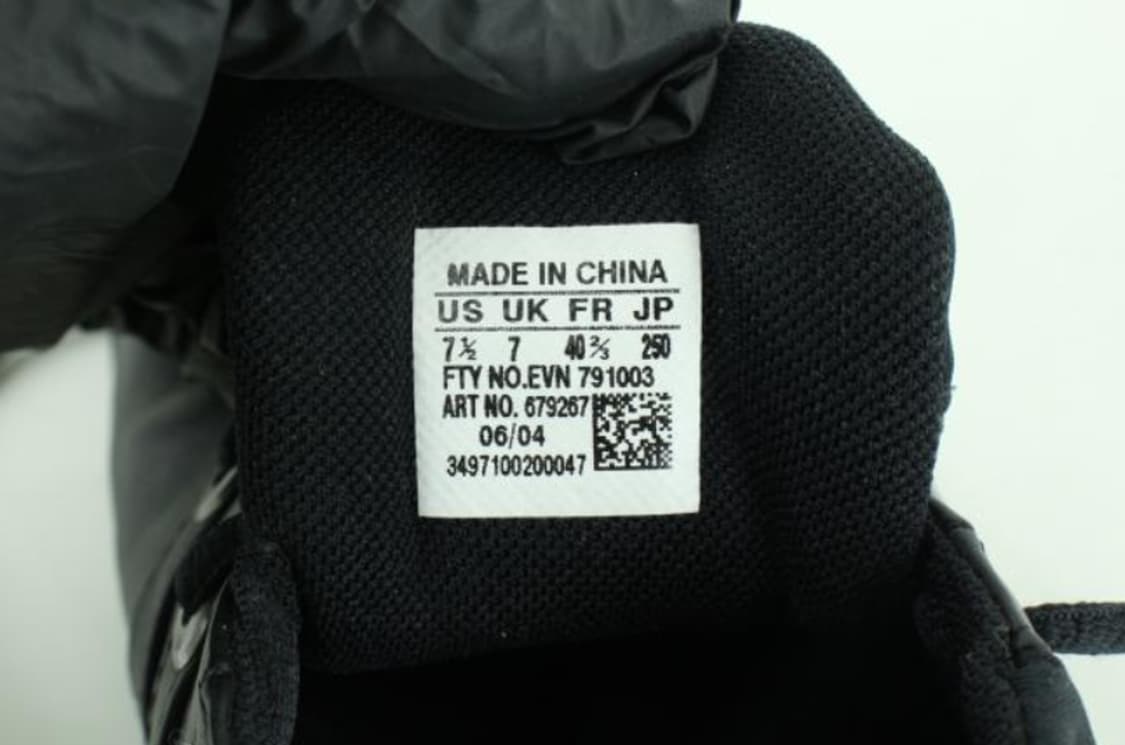 MADE IN CHINA
US UK FR JP
7½ 7 40⅔ 250
FTY NO.EVN 791003
ART NO. 679267
06/04
3497100200047